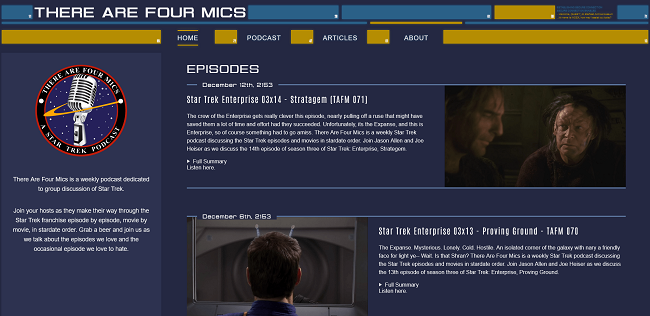 THERE ARE FOUR MICS
HOME PODCAST ARTICLES ABOUT
THERE ARE FOUR MICS
A STAR TREK PODCAST
There Are Four Mics is a weekly podcast dedicated
to group discussion of Star Trek.
Join your hosts as they make their way through the
Star Trek franchise episode by episode, movie by
movie, in stardate order. Grab a beer and join us as
we talk about the episodes we love and the
occasional episode we love to hate.
EPISODES
December 12th, 2153
Star Trek Enterprise 03x14 - Stratagem (TAFM 071)
The crew of the Enterprise gets really clever this episode, nearly pulling off a ruse that might have
saved them a lot of time and effort had they succeeded. Unfortunately, its the Expanse, and this is
Enterprise, so of course something had to go amiss. There Are Four Mics is a weekly Star Trek
podcast discussing the Star Trek episodes and movies in stardate order. Join Jason Allen and Joe
Heiser as we discuss the 14th episode of season three of Star Trek: Enterprise, Strategem.
Full Summary
Listen here.
December 6th, 2153
Star Trek Enterprise 03x13 - Proving Ground - TAFM 070
The Expanse. Mysterious. Lonely. Cold. Hostile. An isolated corner of the galaxy with nary a friendly
face for light ye-- Wait. Is that Shran? There Are Four Mics is a weekly Star Trek podcast discussing
the Star Trek episodes and movies in stardate order. Join Jason Allen and Joe Heiser as we discuss
the 13th episode of season three of Star Trek: Enterprise, Proving Ground.
Full Summary
Listen here.